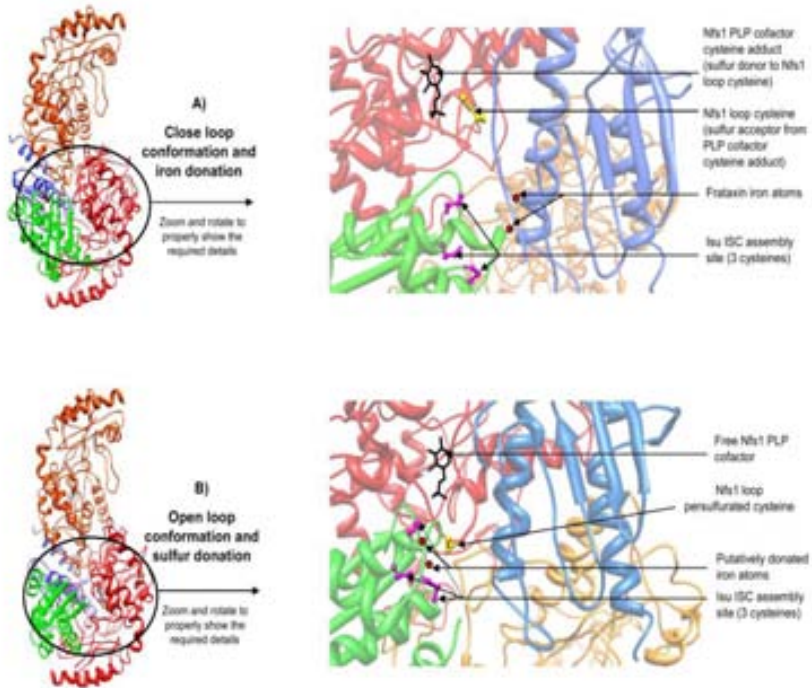 A)
Close loop
conformation and
iron donation
Zoom and rotate to
properly show the
required details
Nfs1 PLP cofactor
cysteine adduct
(sulfur donor to Nfs1
loop cysteine)
Nfs1 loop cysteine
(sulfur acceptor from
PLP cofactor
cysteine adduct)
Frataxin iron atoms
Isu ISC assembly
site (3 cysteines)
B)
Open loop
conformation and
sulfur donation
Zoom and rotate to
properly show the
required details
Free Nfs1 PLP
cofactor
Nfs1 loop
persulfurated cysteine
Putatively donated
iron atoms
Isu ISC assembly
site (3 cysteines)